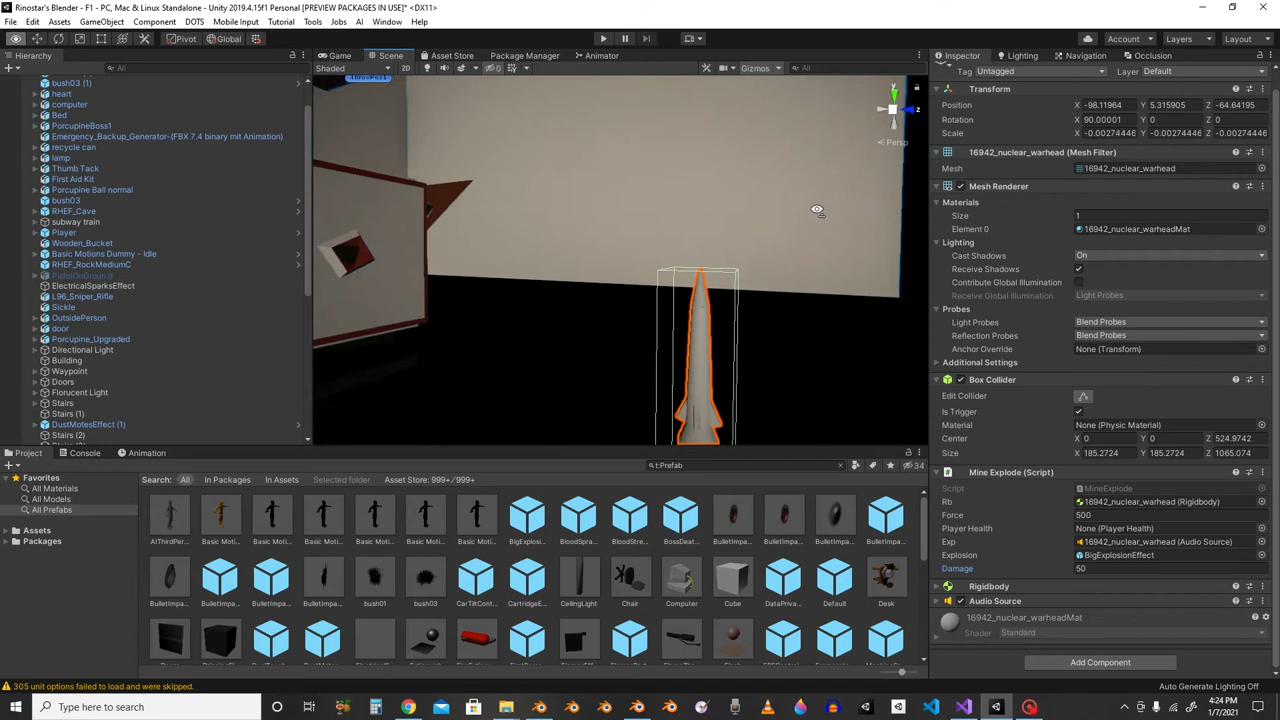 Rinostar's Blender - F1 - PC, Mac & Linux Standalone - Unity 2019.4.15f1 Personal [PREVIEW PACKAGES IN USE]* <DX11>
File Edit Assets GameObject Component DOTS Mobile Input Tutorial Tools Jobs AI Window Help
Pivot Global Account Layers Layout
Hierarchy
All
bush03 (1)
heart
computer
Bed
PorcupineBoss1
Emergency_Backup_Generator-(FBX 7.4 binary mit Animation)
recycle can
lamp
Thumb Tack
First Aid Kit
Porcupine Ball normal
bush03
RHEF_Cave
subway train
Player
Wooden_Bucket
Basic Motions Dummy - Idle
RHEF_RockMediumC
PistolOnGround
ElectricalSparksEffect
L96_Sniper_Rifle
Sickle
OutsidePerson
door
Porcupine_Upgraded
Directional Light
Building
Waypoint
Doors
Florucent Light
Stairs
Stairs (1)
DustMotesEffect (1)
Stairs (2)
Game Scene Asset Store Package Manager Animator
Shaded 2D 0 Gizmos All
y
z
Persp
Inspector Lighting Navigation Occlusion
Tag Untagged Layer Default
Transform
Position X -98.11964 Y 5.315905 Z -64.64195
Rotation X 90.00001 Y 0 Z 0
Scale X -0.00274446 Y -0.00274446 Z -0.00274446
16942_nuclear_warhead (Mesh Filter)
Mesh 16942_nuclear_warhead
Mesh Renderer
Materials
Size 1
Element 0 16942_nuclear_warheadMat
Lighting
Cast Shadows On
Receive Shadows
Contribute Global Illumination
Receive Global Illumination Light Probes
Probes
Light Probes Blend Probes
Reflection Probes Blend Probes
Anchor Override None (Transform)
Additional Settings
Box Collider
Edit Collider
Is Trigger
Material None (Physic Material)
Center X 0 Y 0 Z 524.9742
Size X 185.2724 Y 185.2724 Z 1065.074
Mine Explode (Script)
Script MineExplode
Rb 16942_nuclear_warhead (Rigidbody)
Force 500
Player Health None (Player Health)
Exp 16942_nuclear_warhead (Audio Source)
Explosion BigExplosionEffect
Damage 50
Rigidbody
Audio Source
16942_nuclear_warheadMat
Shader Standard
Add Component
Project Console Animation
t:Prefab
34
Favorites
All Materials
All Models
All Prefabs
Assets
Packages
Search: All In Packages In Assets Selected folder Asset Store: 999+/999+
AIThirdPer... Basic Moti... Basic Moti... Basic Moti... Basic Moti... Basic Moti... Basic Moti... BigExplosi... BloodSpra... BloodStre... BossDeat... BulletImpa... BulletImpa... BulletImpa... BulletImpa...
BulletImpa... BulletImpa... BulletImpa... BulletImpa... bush01 bush03 CarTiltCont... CartridgeE... CeilingLight Chair Computer Cube DataPriva... Default Desk
305 unit options failed to load and were skipped.
Auto Generate Lighting Off
Type here to search
4:24 PM
1/7/2021